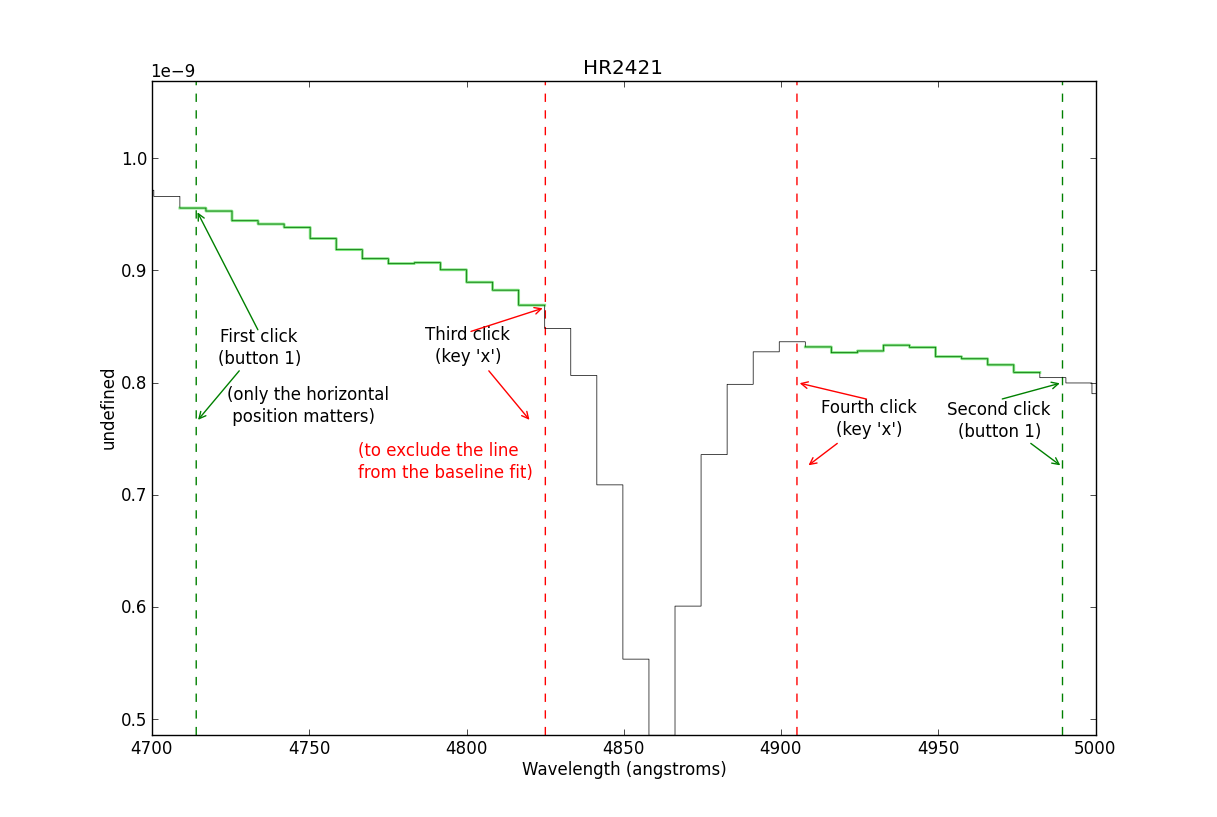 HR2421
1e−9
1.0
0.9
0.8
0.7
0.6
0.5
undefined
First click
(button 1)
(only the horizontal
position matters)
Third click
(key 'x')
(to exclude the line
from the baseline fit)
Fourth click
(key 'x')
Second click
(button 1)
4700 4750 4800 4850 4900 4950 5000
Wavelength (angstroms)